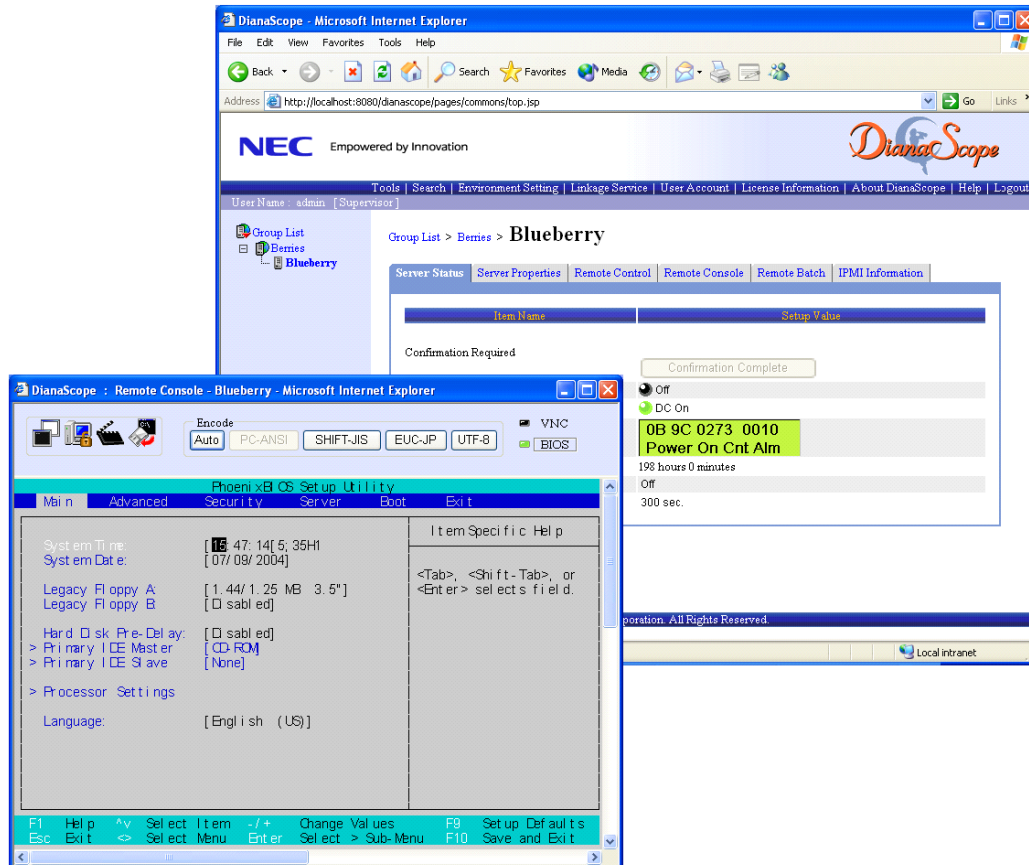 DianaScope - Microsoft Internet Explorer
File Edit View Favorites Tools Help
Back Search Favorites Media
Address http://localhost:8080/dianascope/pages/commons/top.jsp Go Links
NEC Empowered by Innovation DianaScope
Tools | Search | Environment Setting | Linkage Service | User Account | License Information | About DianaScope | Help | Logout
User Name : admin [Supervisor]
Group List
Berries
Blueberry
Group List > Berries > Blueberry
Server Status Server Properties Remote Control Remote Console Remote Batch IPMI Information
Item Name Setup Value
Confirmation Required
Confirmation Complete
Off
DC On
0B 9C 0273 0010
Power On Cnt Alm
198 hours 0 minutes
Off
300 sec.
poration. All Rights Reserved.
Local intranet
DianaScope : Remote Console - Blueberry - Microsoft Internet Explorer
Encode
Auto PC-ANSI SHIFT-JIS EUC-JP UTF-8
VNC
BIOS
PhoenixBIOS Setup Utility
Main Advanced Security Server Boot Exit
Item Specific Help
System Time: [15:47:14[5;35H1
System Date: [07/09/2004]
<Tab>, <Shift-Tab>, or
<Enter> selects field.
Legacy Floppy A: [1.44/1.25 MB 3.5"]
Legacy Floppy B: [Disabled]
Hard Disk Pre-Delay: [Disabled]
> Primary IDE Master [CD-ROM]
> Primary IDE Slave [None]
> Processor Settings
Language: [English (US)]
F1 Help ^v Select Item -/+ Change Values F9 Setup Defaults
Esc Exit <> Select Menu Enter Select > Sub-Menu F10 Save and Exit